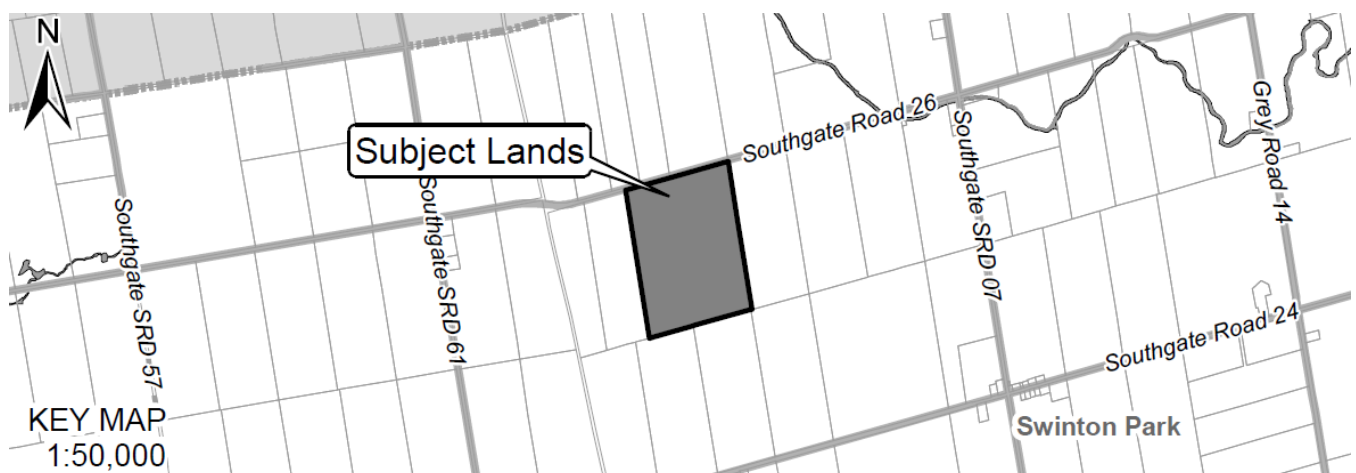 N
Subject Lands
Southgate Road 26
Southgate SRD 57
Southgate SRD 61
Southgate SRD 07
Grey Road 14
Southgate Road 24
Swinton Park
KEY MAP
1:50,000